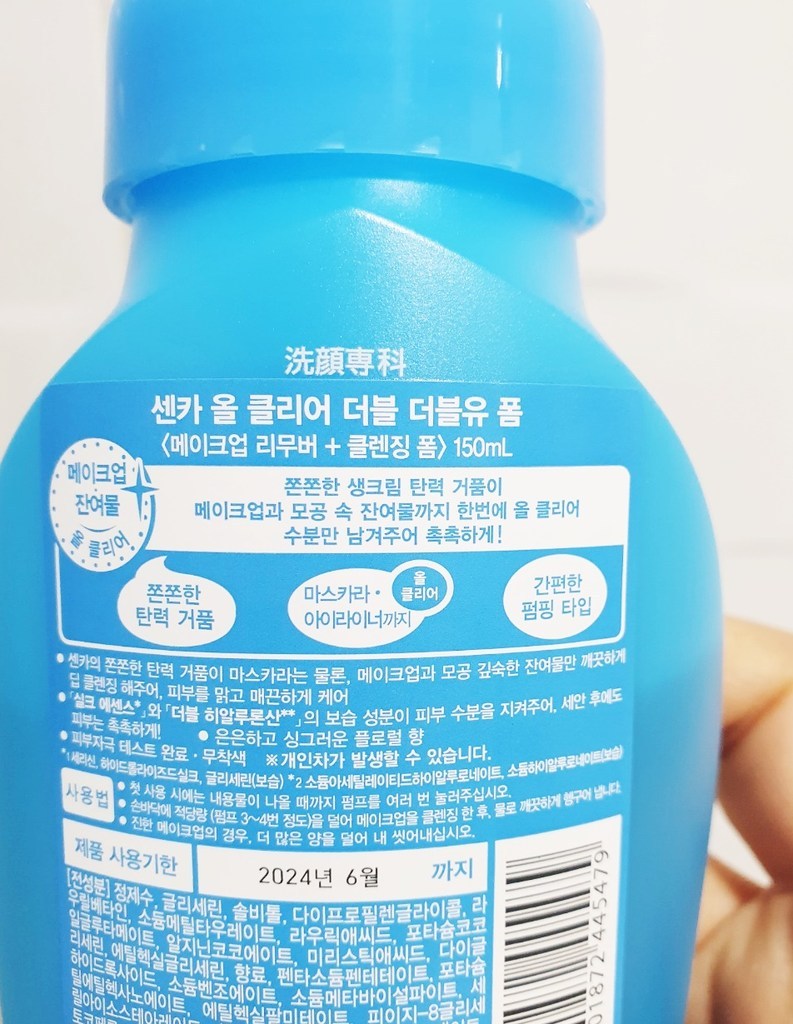 洗顔専科
센카 올 클리어 더블 더블유 폼
〈메이크업 리무버 + 클렌징 폼〉 150mL
메이크업
잔여물
올 클리어
쫀쫀한 생크림 탄력 거품이
메이크업과 모공 속 잔여물까지 한번에 올 클리어
수분만 남겨주어 촉촉하게!
쫀쫀한
탄력 거품
마스카라·
아이라이너까지
올
클리어
간편한
펌핑 타입
• 센카의 쫀쫀한 탄력 거품이 마스카라는 물론, 메이크업과 모공 깊숙한 잔여물만 깨끗하게
딥 클렌징 해주어, 피부를 맑고 매끈하게 케어
• 「실크 에센스*」와 「더블 히알루론산**」의 보습 성분이 피부 수분을 지켜주어, 세안 후에도
피부는 촉촉하게! • 은은하고 싱그러운 플로럴 향
• 피부자극 테스트 완료·무착색 ※개인차가 발생할 수 있습니다.
*1 세리신, 하이드롤라이즈드실크, 글리세린(보습) *2 소듐아세틸레이티드하이알루로네이트, 소듐하이알루로네이트(보습)
사용법
• 첫 사용 시에는 내용물이 나올 때까지 펌프를 여러 번 눌러주십시오.
• 손바닥에 적당량 (펌프 3~4번 정도)을 덜어 메이크업을 클렌징 한 후, 물로 깨끗하게 헹구어 냅니다.
• 진한 메이크업의 경우, 더 많은 양을 덜어 내 씻어내십시오.
제품 사용기한
2024년 6월 까지
[전성분] 정제수, 글리세린, 솔비톨, 다이프로필렌글라이콜, 라
우릴베타인, 소듐메틸타우레이트, 라우릭애씨드, 포타슘코코
일글루타메이트, 알지닌코코에이트, 미리스틱애씨드, 다이글
리세린, 에틸헥실글리세린, 향료, 펜타소듐펜테테이트, 포타슘
하이드록사이드, 소듐벤조에이트, 소듐메타바이설파이트, 세
틸에틸헥사노에이트, 에틸헥실팔미테이트, 피이지-8글리세
릴아이소스테아레이트
01872 445479